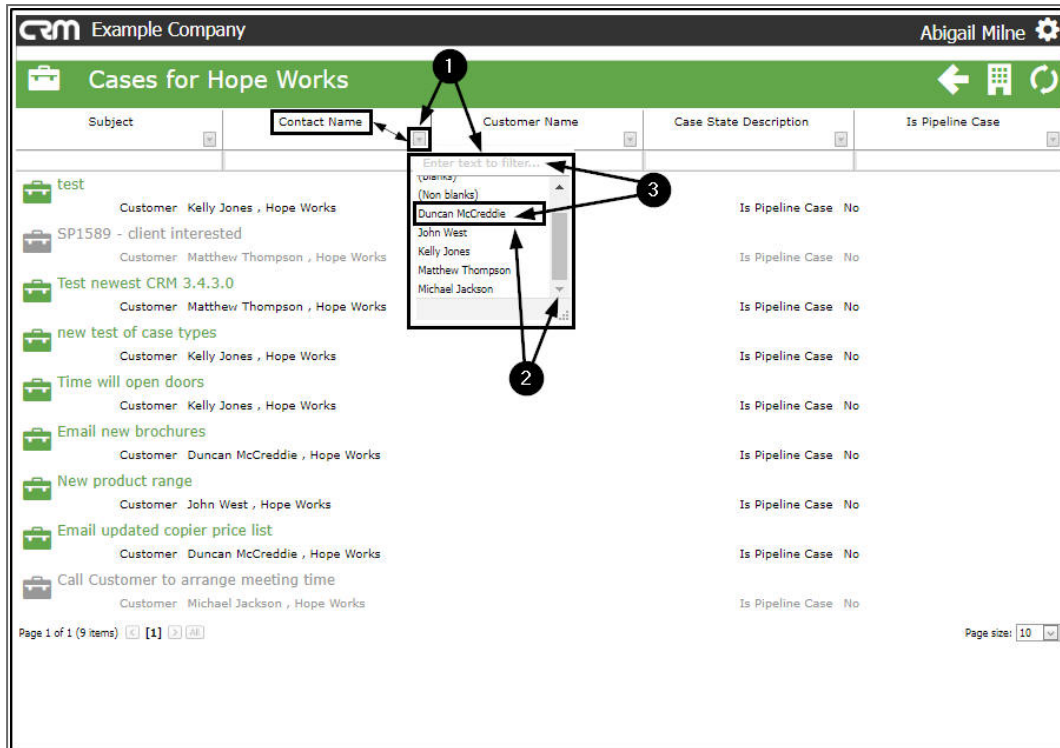 CRM Example Company Abigail Milne
Cases for Hope Works
1
Subject Contact Name Customer Name Case State Description Is Pipeline Case
Enter text to filter...
(Blanks)
(Non blanks)
Duncan McCreddie
John West
Kelly Jones
Matthew Thompson
Michael Jackson
3
2
test
Customer Kelly Jones , Hope Works Is Pipeline Case No
SP1589 - client interested
Customer Matthew Thompson , Hope Works Is Pipeline Case No
Test newest CRM 3.4.3.0
Customer Matthew Thompson , Hope Works Is Pipeline Case No
new test of case types
Customer Kelly Jones , Hope Works Is Pipeline Case No
Time will open doors
Customer Kelly Jones , Hope Works Is Pipeline Case No
Email new brochures
Customer Duncan McCreddie , Hope Works Is Pipeline Case No
New product range
Customer John West , Hope Works Is Pipeline Case No
Email updated copier price list
Customer Duncan McCreddie , Hope Works Is Pipeline Case No
Call Customer to arrange meeting time
Customer Michael Jackson , Hope Works Is Pipeline Case No
Page 1 of 1 (9 items) < [1] > All Page size: 10